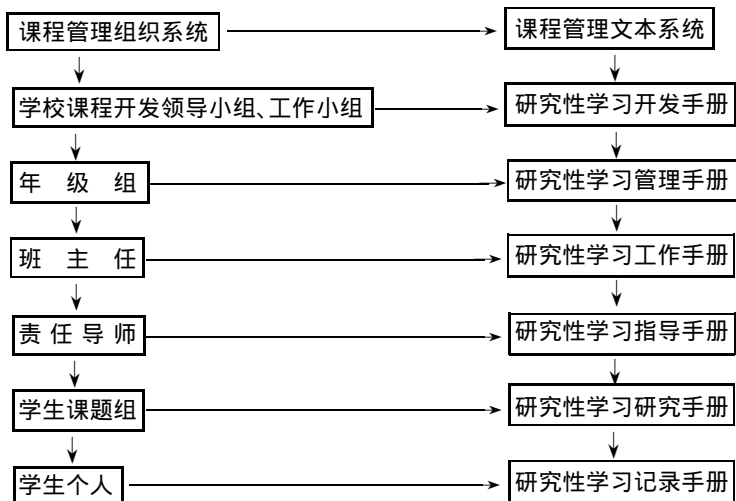 课程管理组织系统
课程管理文本系统
学校课程开发领导小组、工作小组
研究性学习开发手册
年级组
研究性学习管理手册
班主任
研究性学习工作手册
责任导师
研究性学习指导手册
学生课题组
研究性学习研究手册
学生个人
研究性学习记录手册